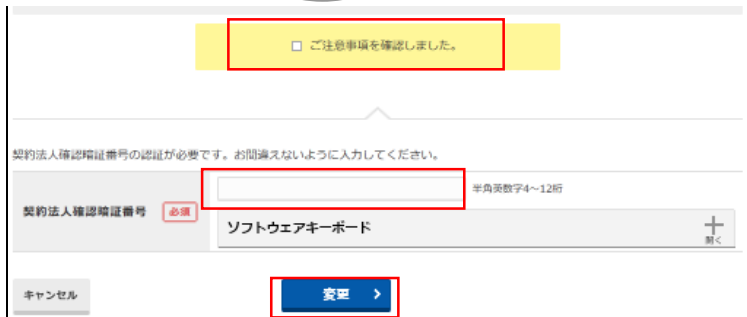 ご注意事項を確認しました。
契約法人確認暗証番号の認証が必要です。お間違えないように入力してください。
契約法人確認暗証番号 必須
半角英数字4～12桁
ソフトウェアキーボード
開く
キャンセル
変更